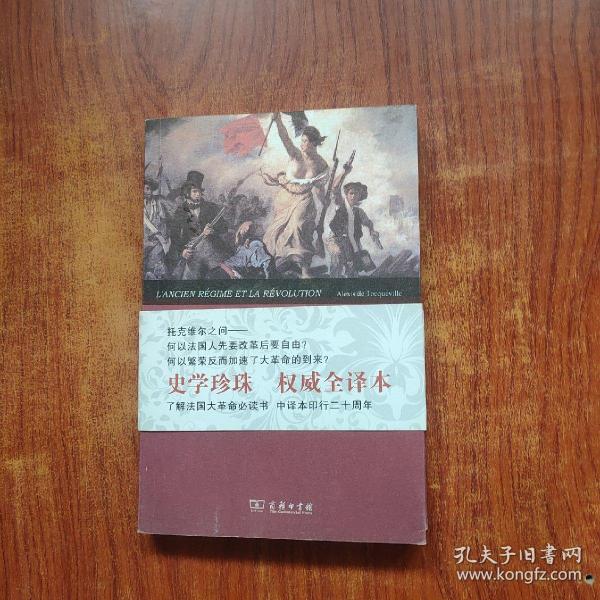 L'ANCIEN RÉGIME ET LA RÉVOLUTION Alexis de Tocqueville
托克维尔之问——
何以法国人先要改革后要自由？
何以繁荣反而加速了大革命的到来？
史学珍珠 权威全译本
了解法国大革命必读书 中译本印行二十周年
商务印书馆
The Commercial Press
孔夫子旧书网
www.kongfz.com